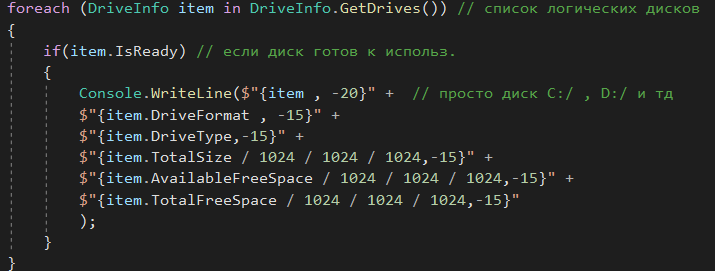 foreach (DriveInfo item in DriveInfo.GetDrives()) // список логических дисков
{
if(item.IsReady) // если диск готов к использ.
{
Console.WriteLine($"{item , -20}" + // просто диск C:/ , D:/ и тд
$"{item.DriveFormat , -15}" +
$"{item.DriveType,-15}" +
$"{item.TotalSize / 1024 / 1024 / 1024,-15}" +
$"{item.AvailableFreeSpace / 1024 / 1024 / 1024,-15}" +
$"{item.TotalFreeSpace / 1024 / 1024 / 1024,-15}"
);
}
}